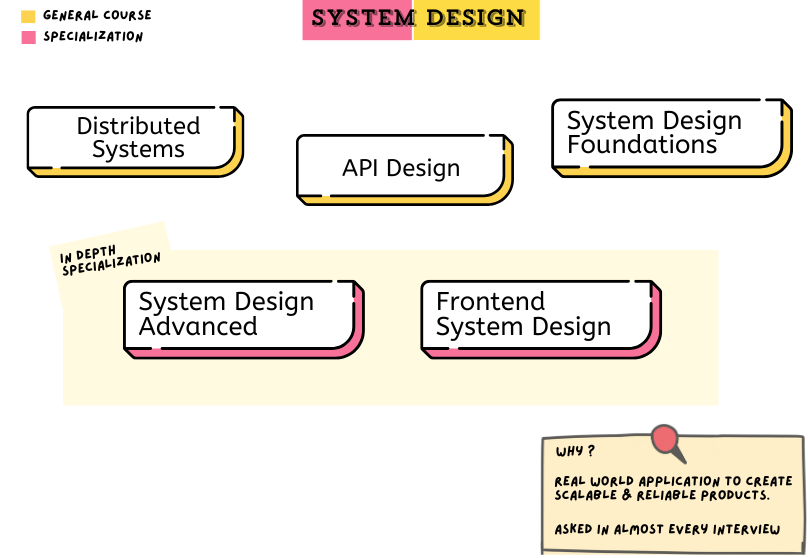 GENERAL COURSE
SPECIALIZATION
SYSTEM DESIGN
Distributed
Systems
API Design
System Design
Foundations
IN DEPTH
SPECIALIZATION
System Design
Advanced
Frontend
System Design
WHY ?
REAL WORLD APPLICATION TO CREATE
SCALABLE & RELIABLE PRODUCTS.
ASKED IN ALMOST EVERY INTERVIEW